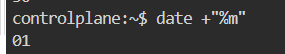 controlplane:~$ date +"%m"
01